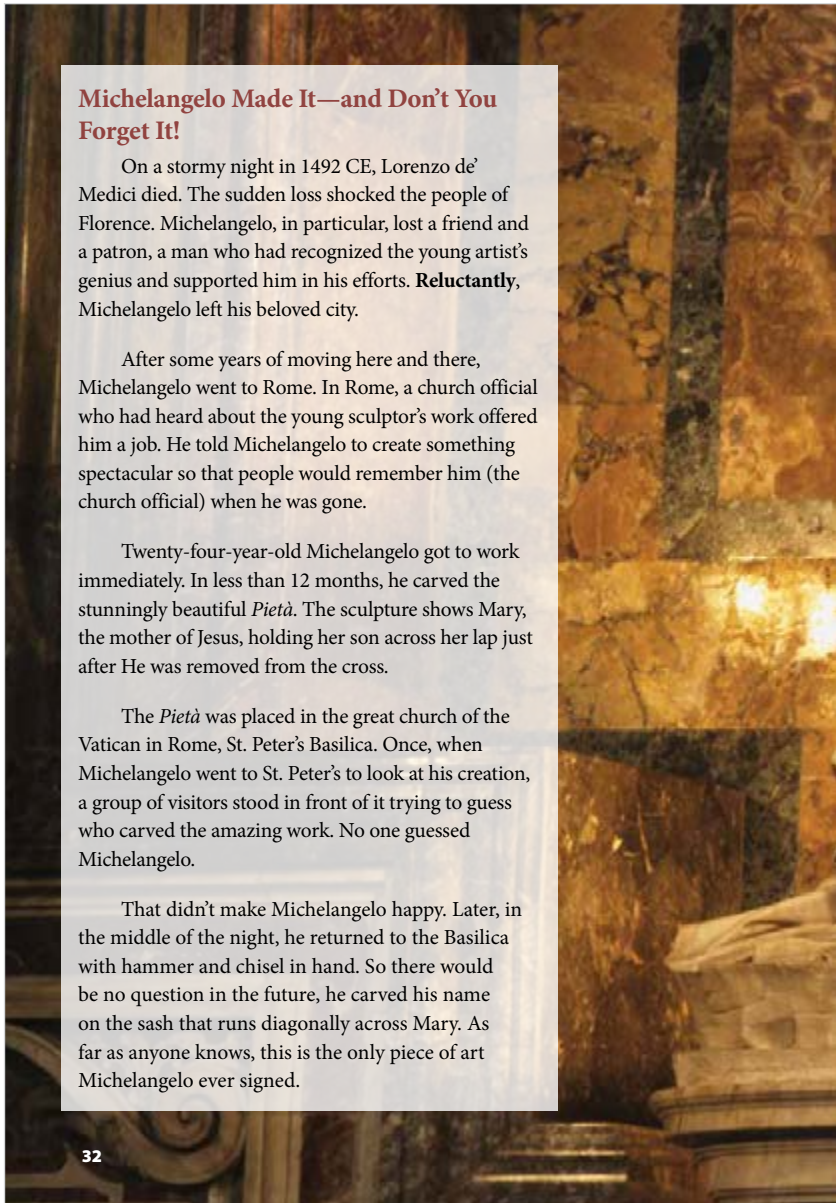 Michelangelo Made It—and Don’t You
Forget It!
On a stormy night in 1492 CE, Lorenzo de’
Medici died. The sudden loss shocked the people of
Florence. Michelangelo, in particular, lost a friend and
a patron, a man who had recognized the young artist’s
genius and supported him in his efforts. Reluctantly,
Michelangelo left his beloved city.
After some years of moving here and there,
Michelangelo went to Rome. In Rome, a church official
who had heard about the young sculptor’s work offered
him a job. He told Michelangelo to create something
spectacular so that people would remember him (the
church official) when he was gone.
Twenty-four-year-old Michelangelo got to work
immediately. In less than 12 months, he carved the
stunningly beautiful Pietà. The sculpture shows Mary,
the mother of Jesus, holding her son across her lap just
after He was removed from the cross.
The Pietà was placed in the great church of the
Vatican in Rome, St. Peter’s Basilica. Once, when
Michelangelo went to St. Peter’s to look at his creation,
a group of visitors stood in front of it trying to guess
who carved the amazing work. No one guessed
Michelangelo.
That didn’t make Michelangelo happy. Later, in
the middle of the night, he returned to the Basilica
with hammer and chisel in hand. So there would
be no question in the future, he carved his name
on the sash that runs diagonally across Mary. As
far as anyone knows, this is the only piece of art
Michelangelo ever signed.
32